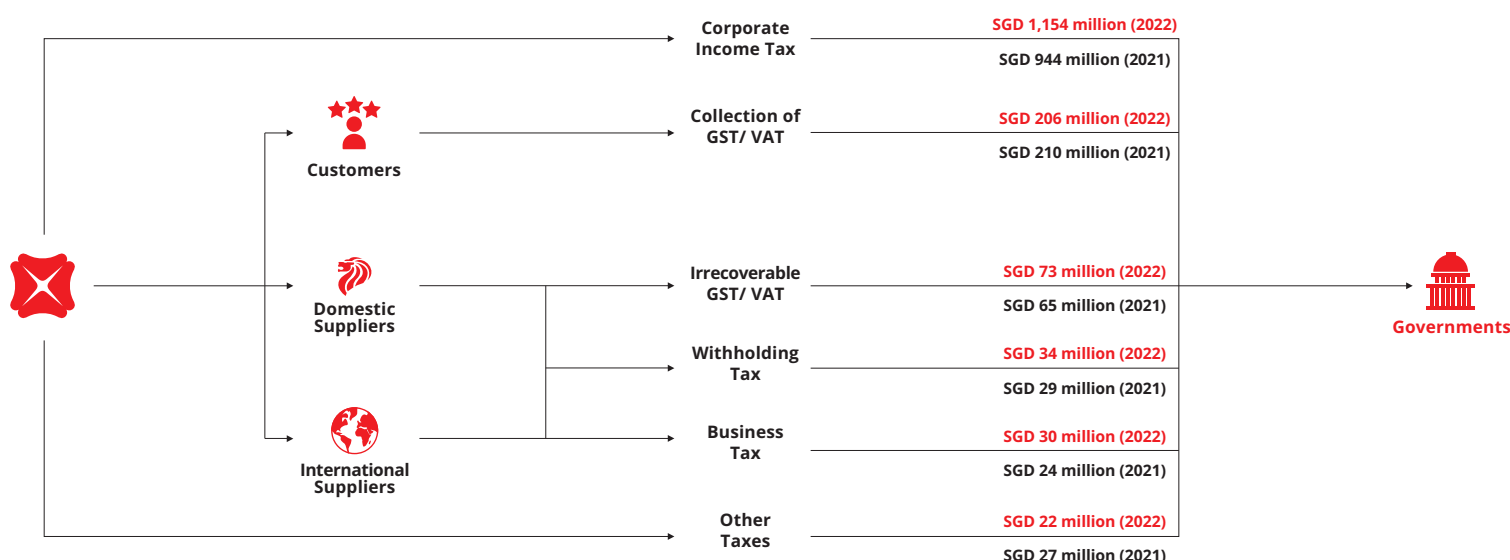 Corporate
Income Tax
SGD 1,154 million (2022)
SGD 944 million (2021)
Customers
Collection of
GST/ VAT
SGD 206 million (2022)
SGD 210 million (2021)
Domestic
Suppliers
Irrecoverable
GST/ VAT
SGD 73 million (2022)
SGD 65 million (2021)
Governments
Withholding
Tax
SGD 34 million (2022)
SGD 29 million (2021)
International
Suppliers
Business
Tax
SGD 30 million (2022)
SGD 24 million (2021)
Other
Taxes
SGD 22 million (2022)
SGD 27 million (2021)